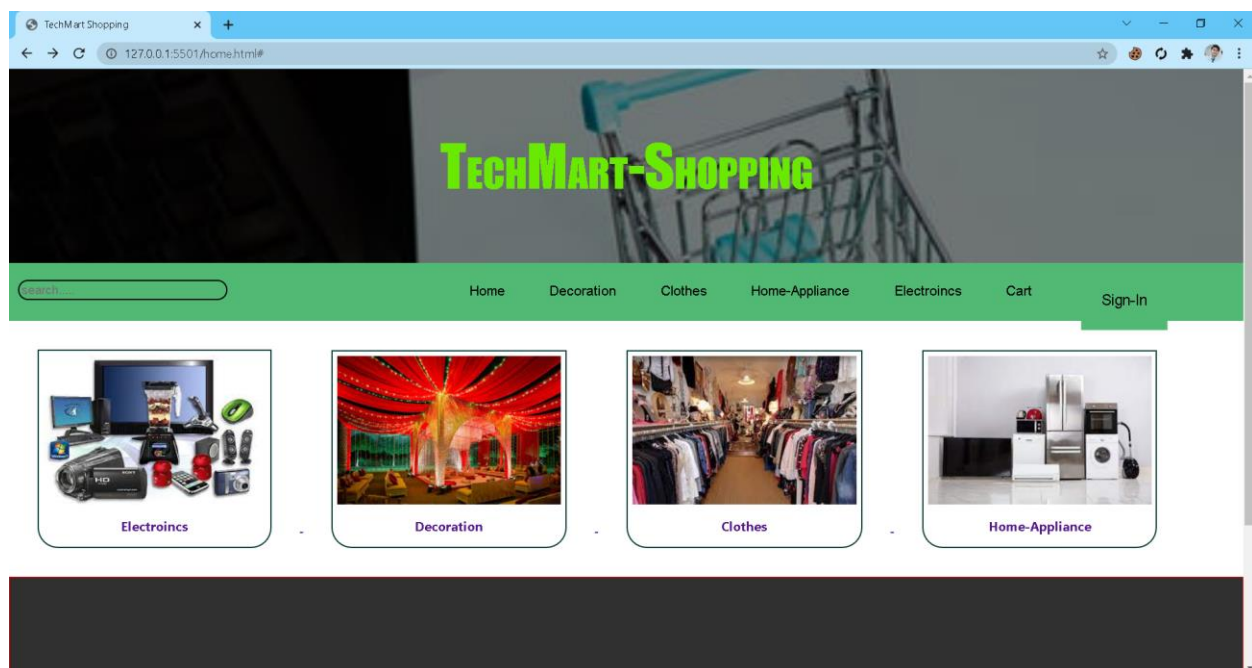 TechMart Shopping
127.0.0.1:5501/home.html#
TechMart-Shopping
search.....
Home Decoration Clothes Home-Appliance Electroincs Cart Sign-In
Electroincs - Decoration - Clothes - Home-Appliance